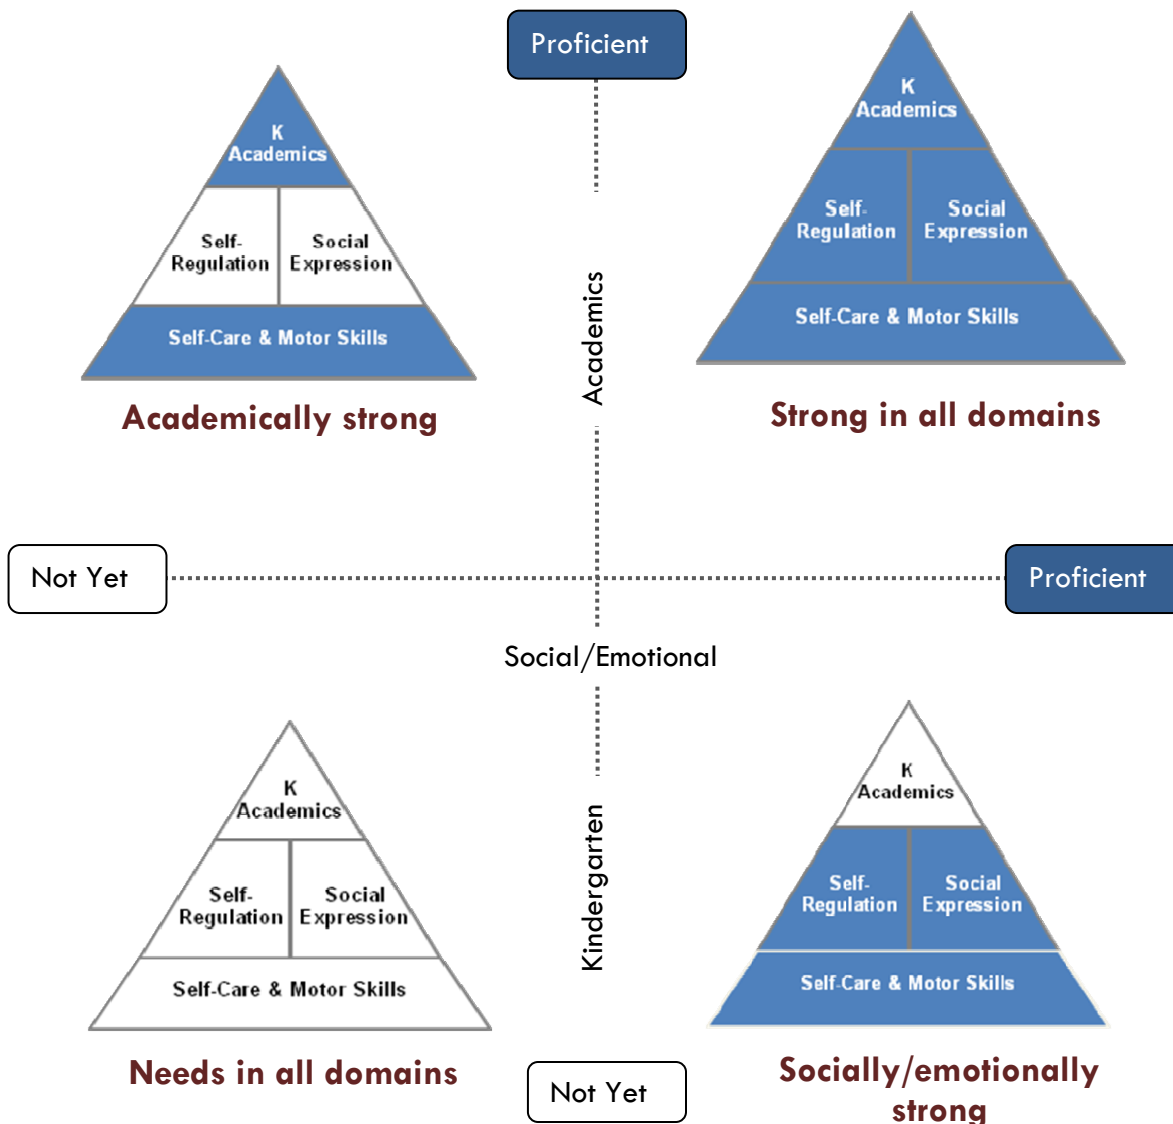 Proficient
K
Academics
Self-
Regulation
Social
Expression
Self-Care & Motor Skills
Academically strong
K
Academics
Self-
Regulation
Social
Expression
Self-Care & Motor Skills
Strong in all domains
Academics
Not Yet
Proficient
Social/Emotional
K
Academics
Self-
Regulation
Social
Expression
Self-Care & Motor Skills
Needs in all domains
Kindergarten
K
Academics
Self-
Regulation
Social
Expression
Self-Care & Motor Skills
Socially/emotionally
strong
Not Yet